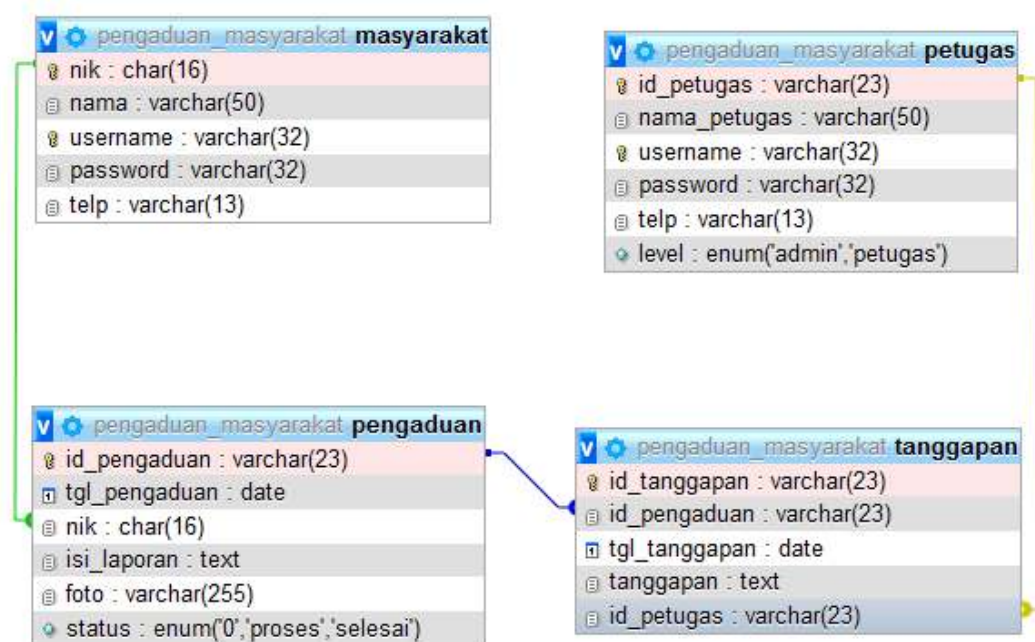 pengaduan_masyarakat masyarakat
nik : char(16)
nama : varchar(50)
username : varchar(32)
password : varchar(32)
telp : varchar(13)
pengaduan_masyarakat petugas
id_petugas : varchar(23)
nama_petugas : varchar(50)
username : varchar(32)
password : varchar(32)
telp : varchar(13)
level : enum('admin','petugas')
pengaduan_masyarakat pengaduan
id_pengaduan : varchar(23)
tgl_pengaduan : date
nik : char(16)
isi_laporan : text
foto : varchar(255)
status : enum('0','proses','selesai')
pengaduan_masyarakat tanggapan
id_tanggapan : varchar(23)
id_pengaduan : varchar(23)
tgl_tanggapan : date
tanggapan : text
id_petugas : varchar(23)